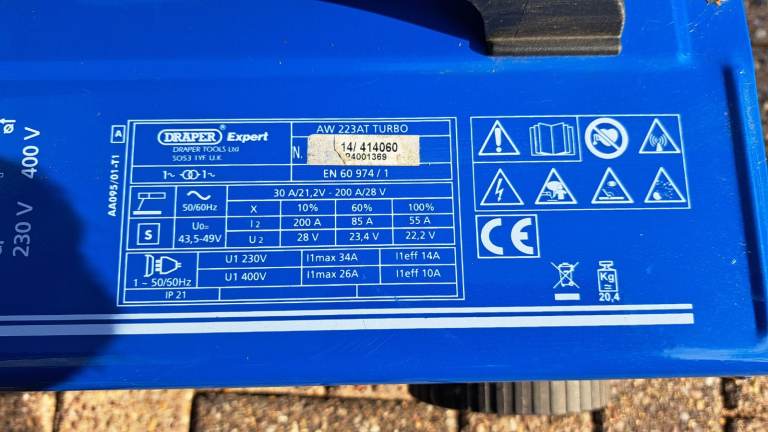 230 V 400 V
AA095/01-T1
A
DRAPER Expert
DRAPER TOOLS Ltd
SO53 1YF U.K.
AW 223AT TURBO
N. 14/ 414060
24001369
1~ 1~
EN 60 974 / 1
50/60Hz
30 A/21,2V - 200 A/28 V
X 10% 60% 100%
S
U0=
43,5-49V
I 2 200 A 85 A 55 A
U 2 28 V 23,4 V 22,2 V
1 ~ 50/60Hz
U1 230V I1max 34A I1eff 14A
U1 400V I1max 26A I1eff 10A
IP 21
CE
Kg
20,4